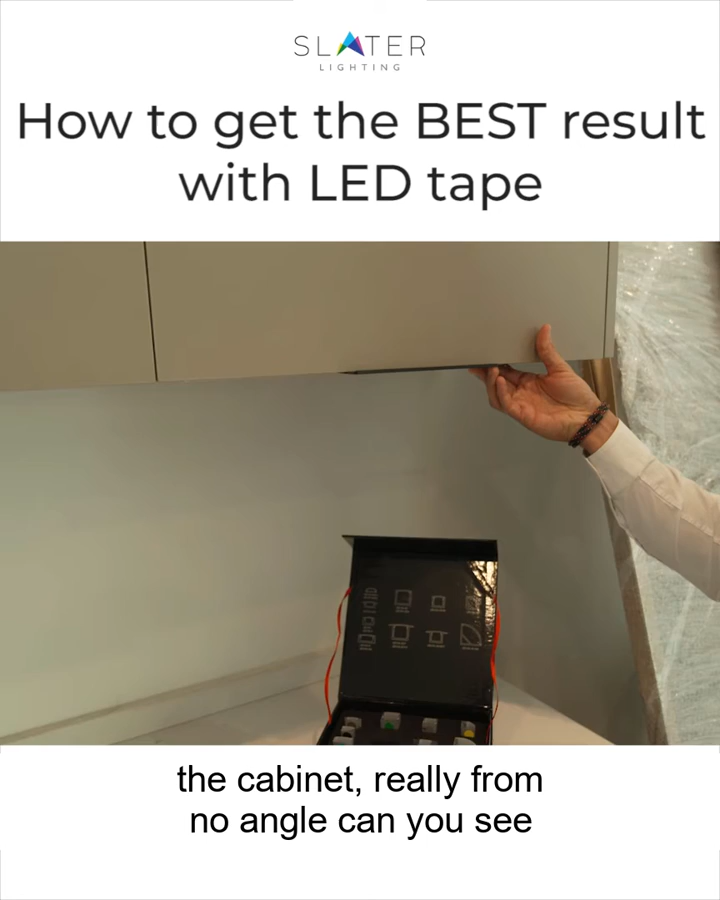 SLATER
LIGHTING
How to get the BEST result
with LED tape
the cabinet, really from
no angle can you see